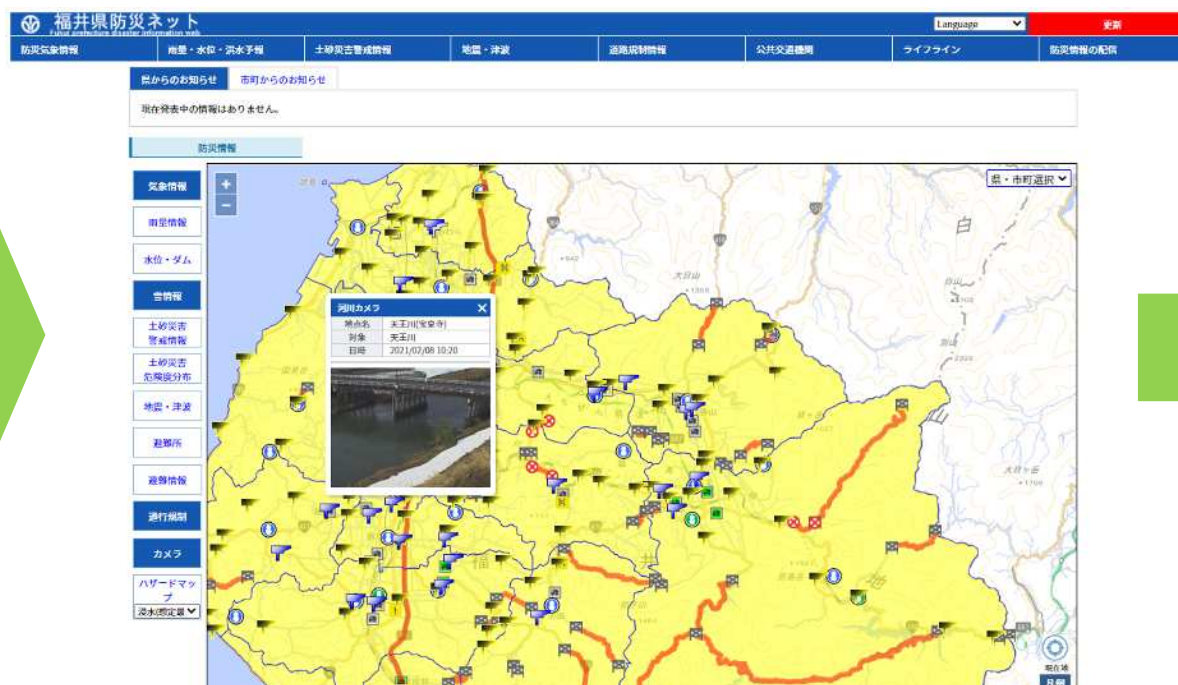 福井県防災ネット
Fukui prefecture disaster information web
Language
更新
防災気象情報
雨量・水位・洪水予報
土砂災害警戒情報
地震・津波
道路規制情報
公共交通機関
ライフライン
防災情報の配信
県からのお知らせ
市町からのお知らせ
現在発表中の情報はありません。
防災情報
気象情報
雨量情報
水位・ダム
雪情報
土砂災害
警戒情報
土砂災害
危険度分布
地震・津波
避難所
避難情報
通行規制
カメラ
ハザードマッ
プ
浸水(想定最
+
−
県・市町選択
河川カメラ
×
地点名
天王川(宝泉寺)
対象
天王川
日時
2021/02/08 10:20
大日山
白
山
福
井
現在地
凡例